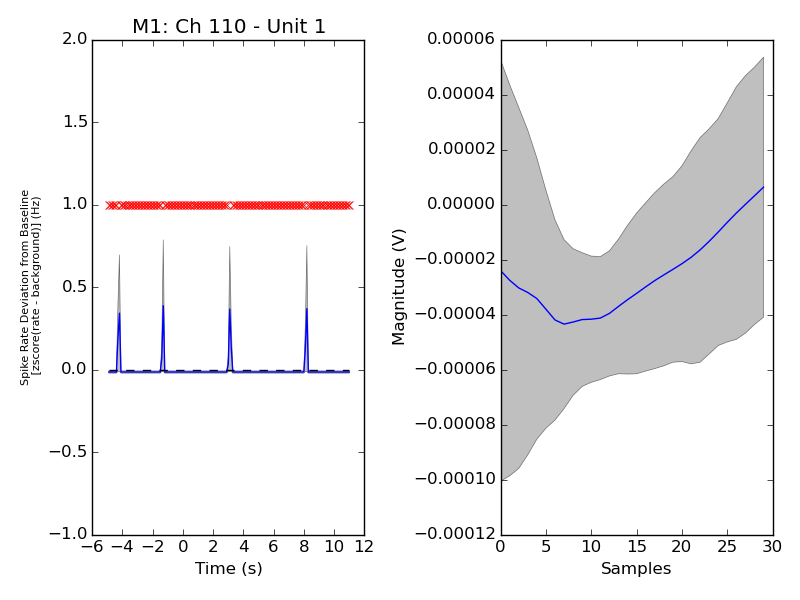 M1: Ch 110 - Unit 1
2.0
1.5
1.0
0.5
0.0
−0.5
−1.0
−6 −4 −2 0 2 4 6 8 10 12
Time (s)
Spike Rate Deviation from Baseline
[zscore(rate - background)] (Hz)
0.00006
0.00004
0.00002
0.00000
−0.00002
−0.00004
−0.00006
−0.00008
−0.00010
−0.00012
0 5 10 15 20 25 30
Samples
Magnitude (V)